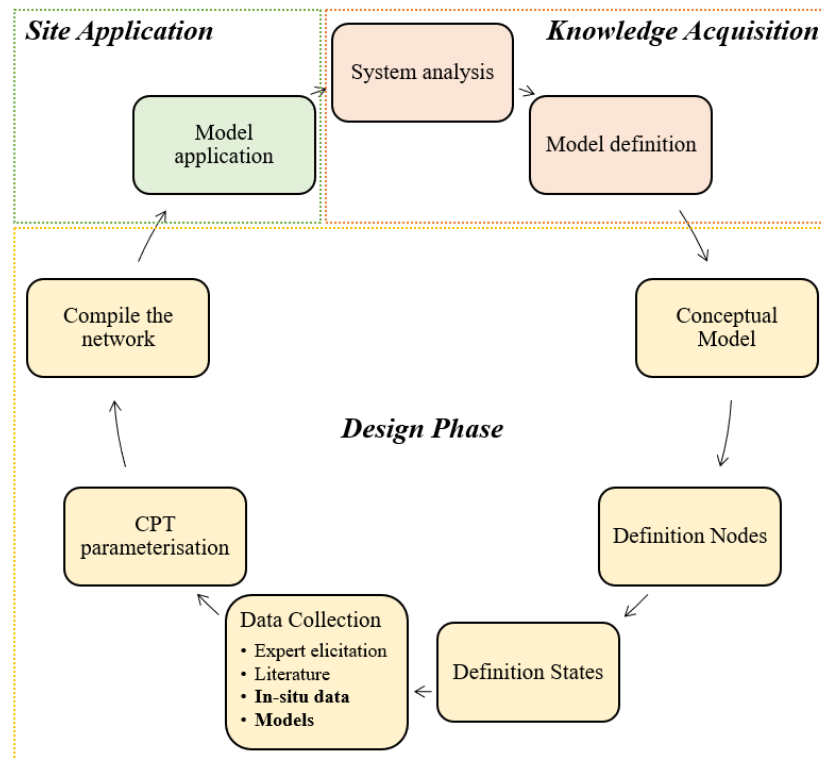 Site Application
Knowledge Acquisition
System analysis
Model
application
Model definition
Compile the
network
Conceptual
Model
Design Phase
CPT
parameterisation
Definition Nodes
Data Collection
• Expert elicitation
• Literature
• In-situ data
• Models
Definition States